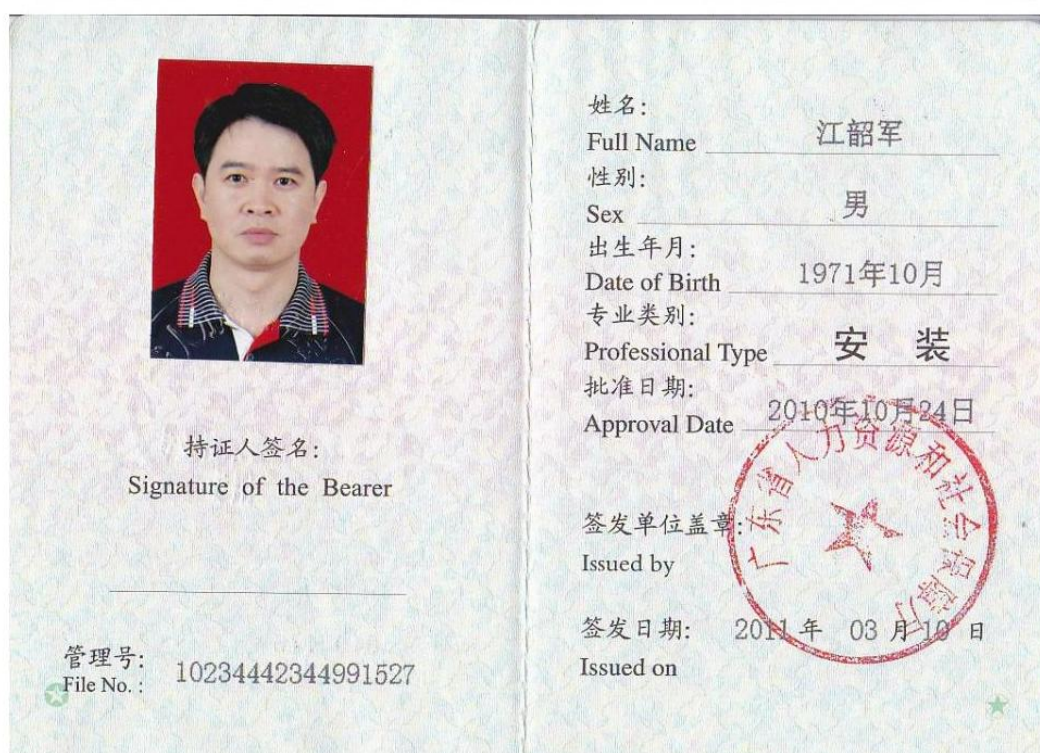 持证人签名:
Signature of the Bearer
管理号:
File No. :
10234442344991527
姓名:
Full Name 江韶军
性别:
Sex 男
出生年月:
Date of Birth 1971年10月
专业类别:
Professional Type 安 装
批准日期:
Approval Date 2010年10月24日
签发单位盖章:
Issued by
广东省人力资源和社会保障厅
签发日期: 2011 年 03 月 10 日
Issued on